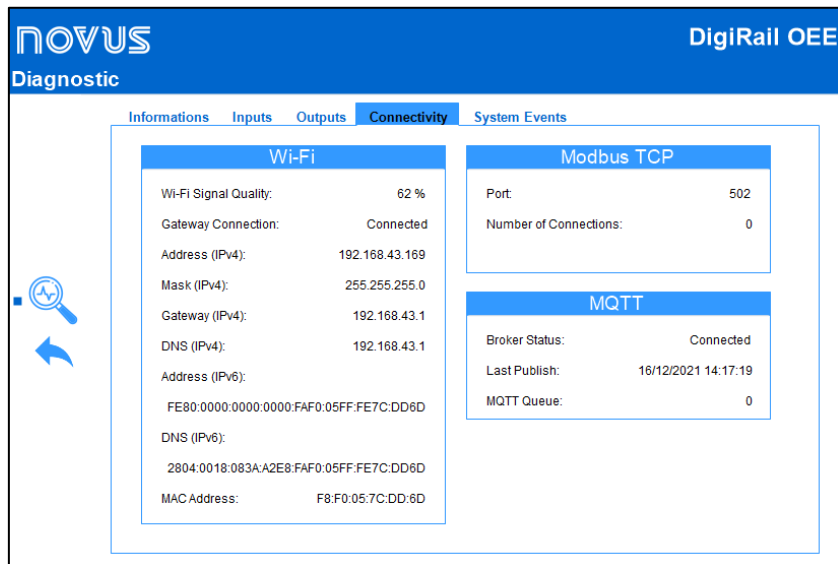 novus
DigiRail OEE
Diagnostic
Informations Inputs Outputs Connectivity System Events
Wi-Fi
Wi-Fi Signal Quality: 62 %
Gateway Connection: Connected
Address (IPv4): 192.168.43.169
Mask (IPv4): 255.255.255.0
Gateway (IPv4): 192.168.43.1
DNS (IPv4): 192.168.43.1
Address (IPv6):
FE80:0000:0000:0000:FAF0:05FF:FE7C:DD6D
DNS (IPv6):
2804:0018:083A:A2E8:FAF0:05FF:FE7C:DD6D
MAC Address: F8:F0:05:7C:DD:6D
Modbus TCP
Port: 502
Number of Connections: 0
MQTT
Broker Status: Connected
Last Publish: 16/12/2021 14:17:19
MQTT Queue: 0